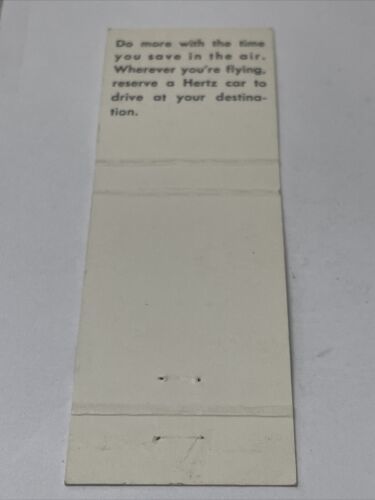 Do more with the time
you save in the air.
Wherever you're flying,
reserve a Hertz car to
drive at your destina-
tion.